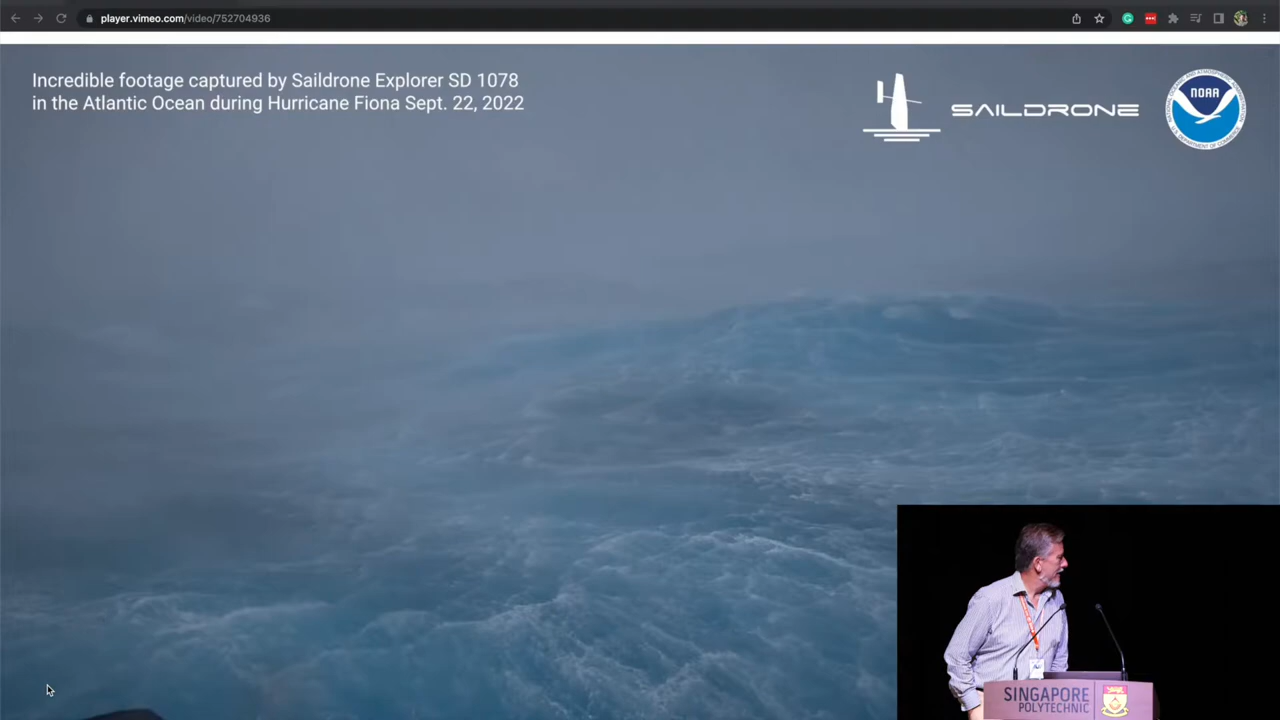 player.vimeo.com/video/752704936
Incredible footage captured by Saildrone Explorer SD 1078
in the Atlantic Ocean during Hurricane Fiona Sept. 22, 2022
SAILDRONE
NOAA
SINGAPORE
POLYTECHNIC